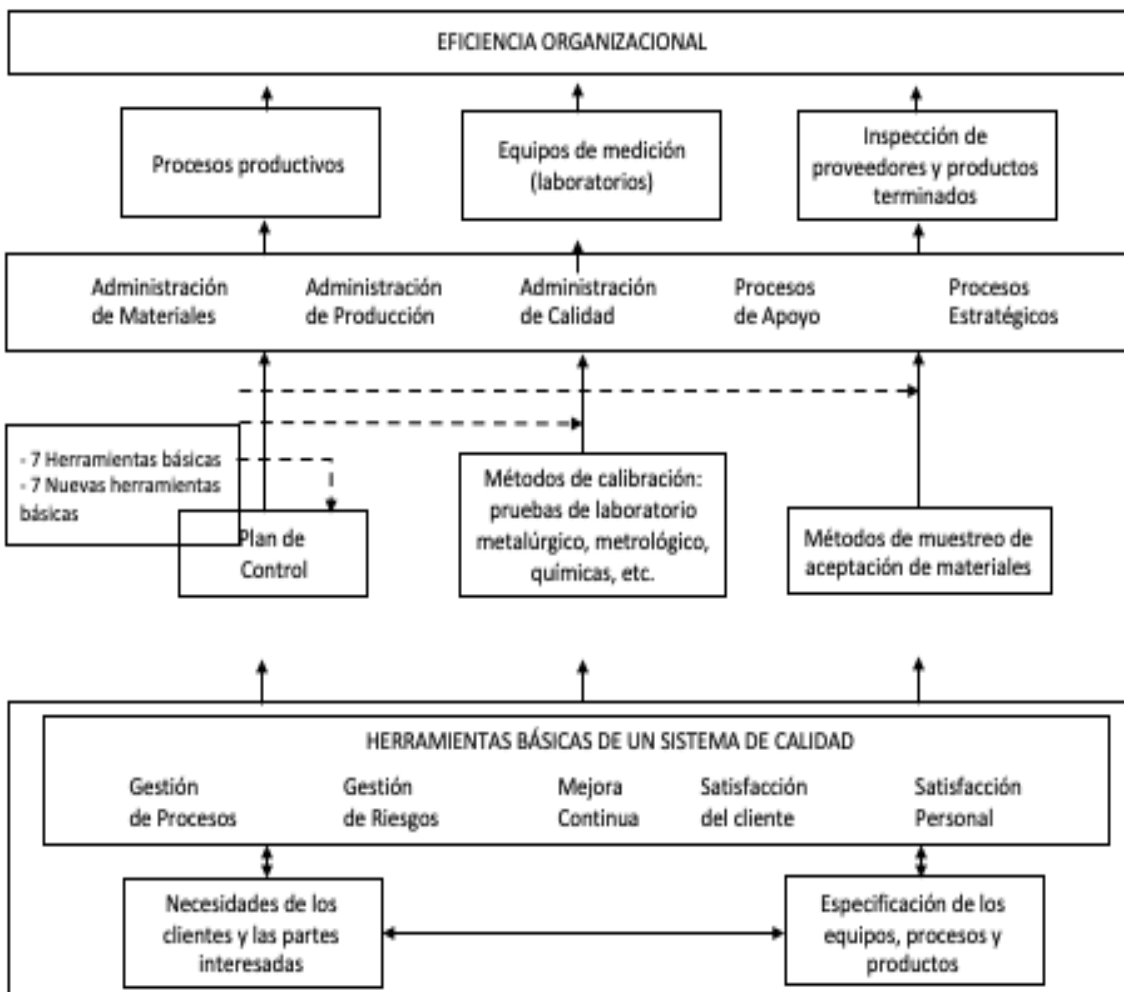 EFICIENCIA ORGANIZACIONAL
Procesos productivos
Equipos de medición
(laboratorios)
Inspección de
proveedores y productos
terminados
Administración
de Materiales
Administración
de Producción
Administración
de Calidad
Procesos
de Apoyo
Procesos
Estratégicos
- 7 Herramientas básicas
- 7 Nuevas herramientas
básicas
Plan de
Control
Métodos de calibración:
pruebas de laboratorio
metalúrgico, metrológico,
químicas, etc.
Métodos de muestreo de
aceptación de materiales
HERRAMIENTAS BÁSICAS DE UN SISTEMA DE CALIDAD
Gestión
de Procesos
Gestión
de Riesgos
Mejora
Continua
Satisfacción
del cliente
Satisfacción
Personal
Necesidades de los
clientes y las partes
interesadas
Especificación de los
equipos, procesos y
productos